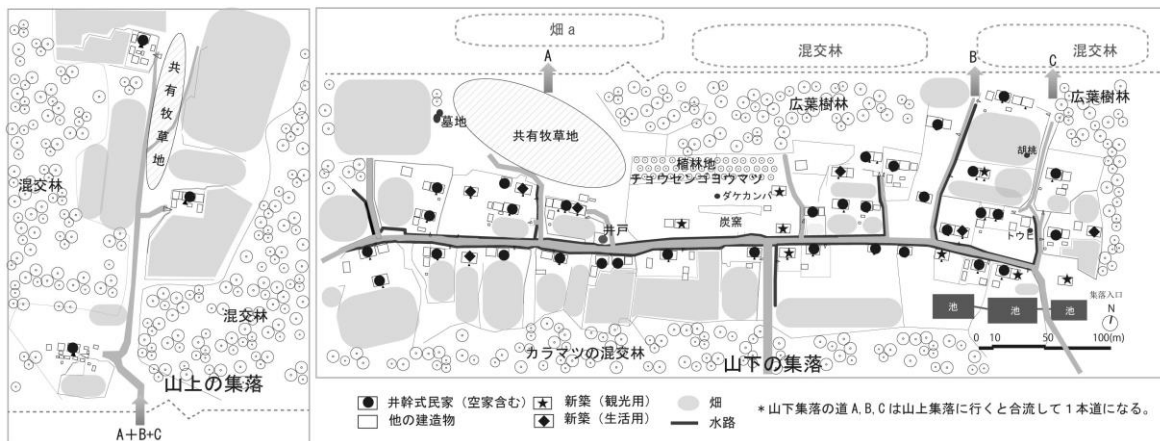 共有牧草地
混交林
混交林
山上の集落
A+B+C
畑 a
混交林
混交林
A
B
C
広葉樹林
広葉樹林
墓地
共有牧草地
植林地
チョウセンゴヨウマツ
ダケカンバ
胡桃
井戸
炭窯
トウヒ
集落入口
池
池
池
N
0 10 50 100(m)
カラマツの混交林
山下の集落
井幹式民家（空家含む）
新築（観光用）
畑
他の建造物
新築（生活用）
水路
＊山下集落の道 A, B, C は山上集落に行くと合流して 1 本道になる。